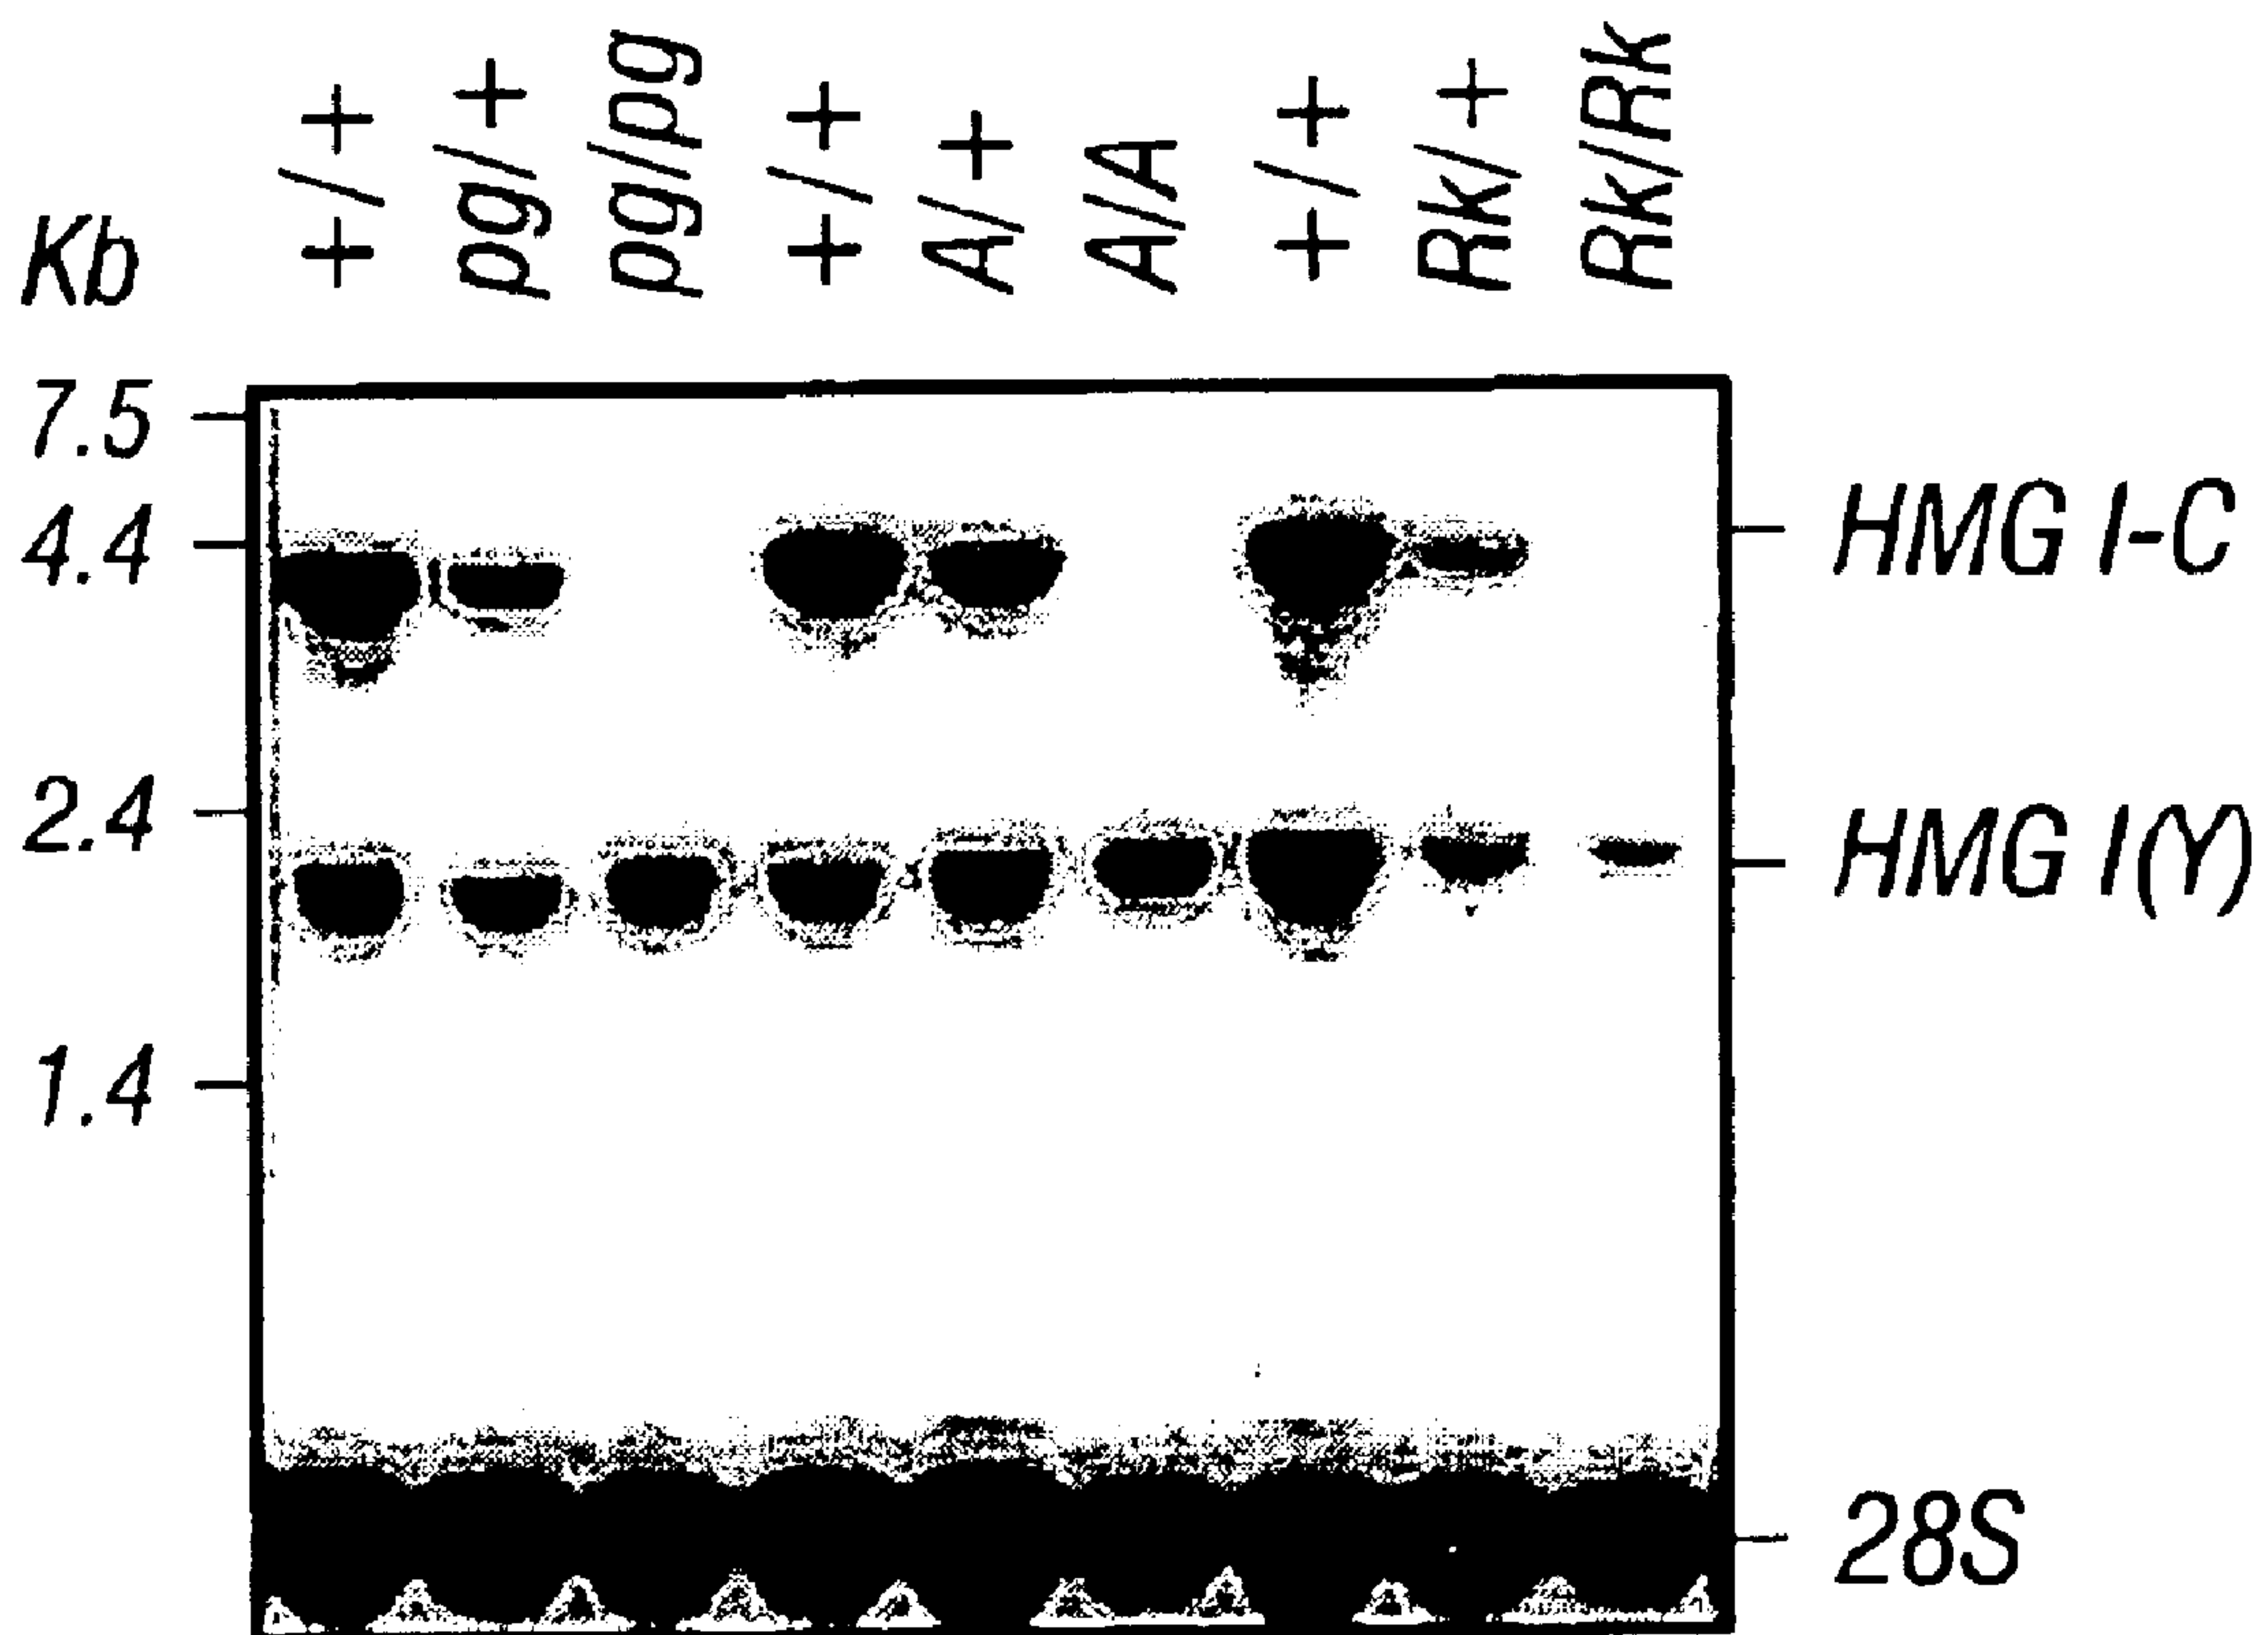 +/+ pg/+ pg/pg +/+ A/+ A/A +/+ Rk/+ Rk/Rk
Kb
7.5
4.4 HMG I-C
2.4 HMG I(Y)
1.4
28S